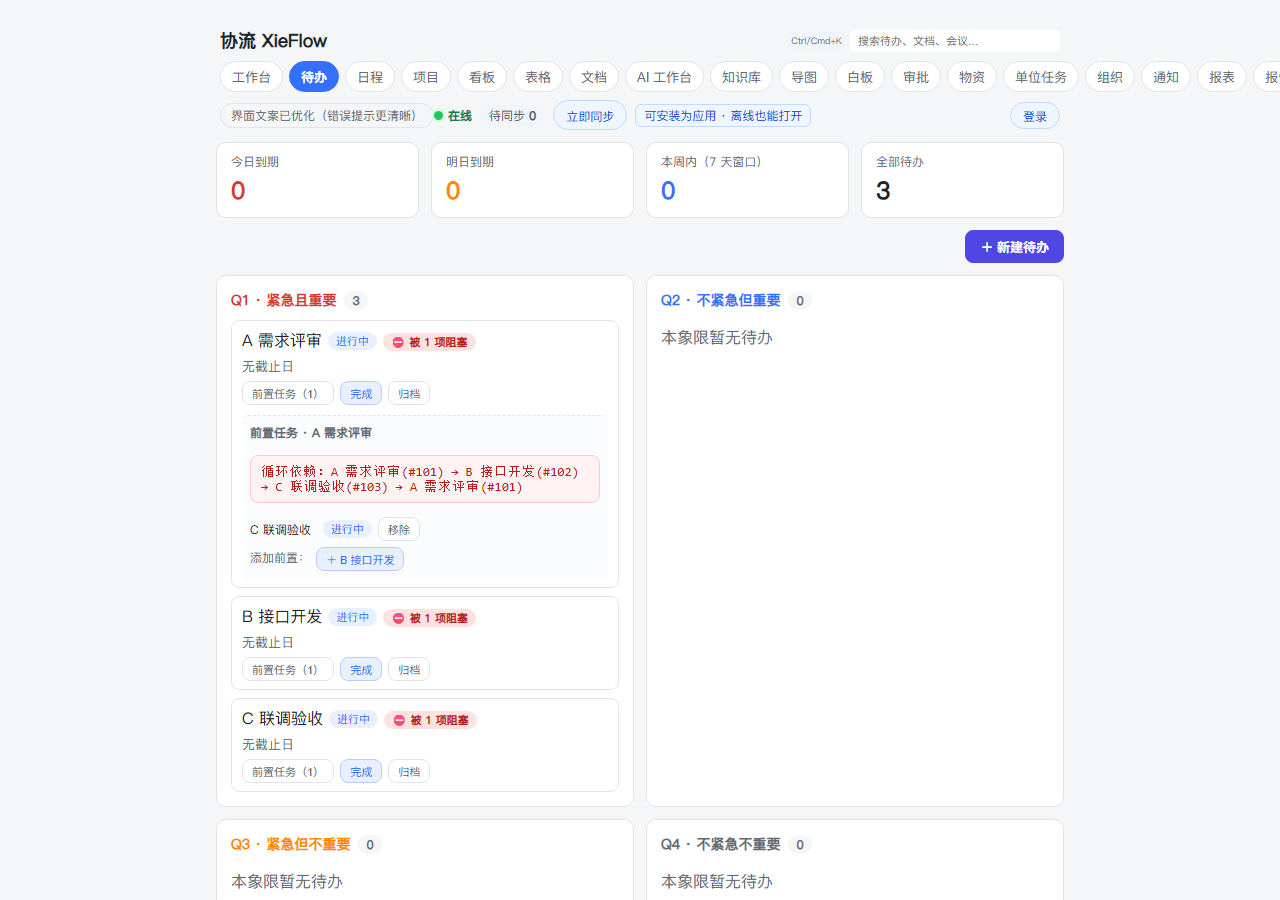 协流 XieFlow
Ctrl/Cmd+K 搜索待办、文档、会议…
工作台 待办 日程 项目 看板 表格 文档 AI 工作台 知识库 导图 白板 审批 物资 单位任务 组织 通知 报表
界面文案已优化（错误提示更清晰） 在线 待同步 0 立即同步 可安装为应用 · 离线也能打开 登录
今日到期 明日到期 本周内（7 天窗口） 全部待办
0 0 0 3
＋ 新建待办
Q1 · 紧急且重要 3
A 需求评审 进行中 ⛔ 被 1 项阻塞
无截止日
前置任务（1） 完成 归档
前置任务 · A 需求评审
循环依赖：A 需求评审(#101) → B 接口开发(#102)
→ C 联调验收(#103) → A 需求评审(#101)
C 联调验收 进行中 移除
添加前置： ＋ B 接口开发
B 接口开发 进行中 ⛔ 被 1 项阻塞
无截止日
前置任务（1） 完成 归档
C 联调验收 进行中 ⛔ 被 1 项阻塞
无截止日
前置任务（1） 完成 归档
Q2 · 不紧急但重要 0
本象限暂无待办
Q3 · 紧急但不重要 0
本象限暂无待办
Q4 · 不紧急不重要 0
本象限暂无待办